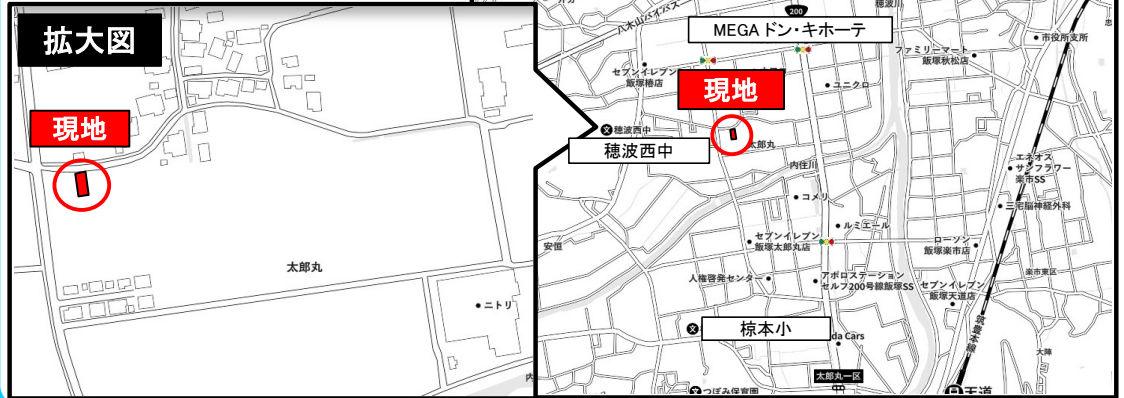 拡大図
現地
太郎丸
ニトリ
200
八木山バイパス
穂波川
MEGAドン・キホーテ
市役所支所
ファミリーマート
飯塚秋松店
セブンイレブン
飯塚椿店
現地
ユニクロ
穂波西中
穂波西中
太郎丸
内住川
エネオス
サンフラワー
楽市SS
コメリ
三宅脳神経外科
ルミエール
セブンイレブン
飯塚太郎丸店
ローソン
飯塚楽市店
安恒
人権啓発センター
アポロステーション
セルフ200号線飯塚SS
楽市東区
セブンイレブン
飯塚天道店
筑豊本線
椋本小
da Cars
大陣
太郎丸一区
つぼみ保育園
天道